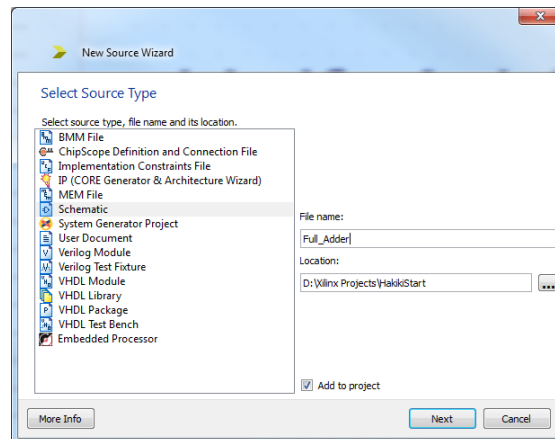 New Source Wizard
Select Source Type
Select source type, file name and its location.
BMM File
ChipScope Definition and Connection File
Implementation Constraints File
IP (CORE Generator & Architecture Wizard)
MEM File
Schematic
System Generator Project
User Document
Verilog Module
Verilog Test Fixture
VHDL Module
VHDL Library
VHDL Package
VHDL Test Bench
Embedded Processor
File name:
Full_Adder
Location:
D:\Xilinx Projects\HakikiStart
...
Add to project
More Info
Next
Cancel